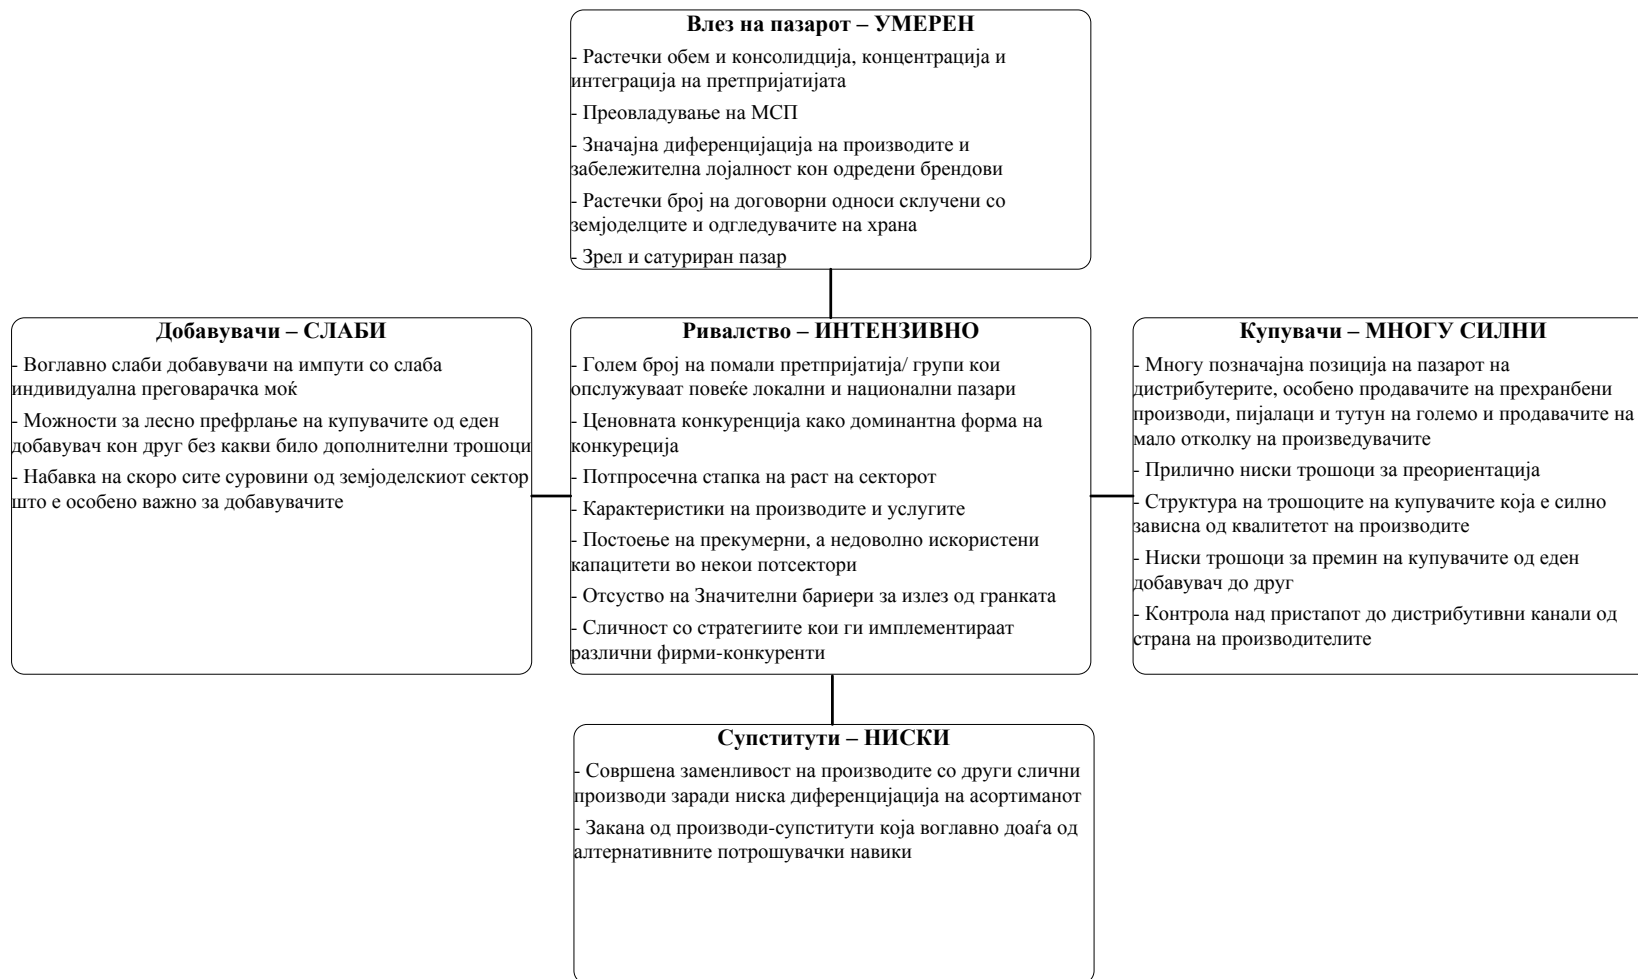 Влез на пазарот – УМЕРЕН
- Растечки обем и консолидција, концентрација и
интеграција на претпријатијата
- Преовладување на МСП
- Значајна диференцијација на производите и
забележителна лојалност кон одредени брендови
- Растечки број на договорни односи склучени со
земјоделците и одгледувачите на храна
- Зрел и сатуриран пазар
Добавувачи – СЛАБИ
- Воглавно слаби добавувачи на импути со слаба
индивидуална преговарачка моќ
- Можности за лесно префрлање на купувачите од еден
добавувач кон друг без какви било дополнителни трошоци
- Набавка на скоро сите суровини од земјоделскиот сектор
што е особено важно за добавувачите
Ривалство – ИНТЕНЗИВНО
- Голем број на помали претпријатија/ групи кои
опслужуваат повеќе локални и национални пазари
- Ценовната конкуренција како доминантна форма на
конкуреција
- Потпросечна стапка на раст на секторот
- Карактеристики на производите и услугите
- Постоење на прекумерни, а недоволно искористени
капацитети во некои потсектори
- Отсуство на Значителни бариери за излез од гранката
- Сличност со стратегиите кои ги имплементираат
различни фирми-конкуренти
Купувачи – МНОГУ СИЛНИ
- Многу позначајна позиција на пазарот на
дистрибутерите, особено продавачите на прехранбени
производи, пијалаци и тутун на големо и продавачите на
мало отколку на произведувачите
- Прилично ниски трошоци за преориентација
- Структура на трошоците на купувачите која е силно
зависна од квалитетот на производите
- Ниски трошоци за премин на купувачите од еден
добавувач до друг
- Контрола над пристапот до дистрибутивни канали од
страна на производителите
Супститути – НИСКИ
- Совршена заменливост на производите со други слични
производи заради ниска диференцијација на асортиманот
- Закана од производи-супститути која воглавно доаѓа од
алтернативните потрошувачки навики